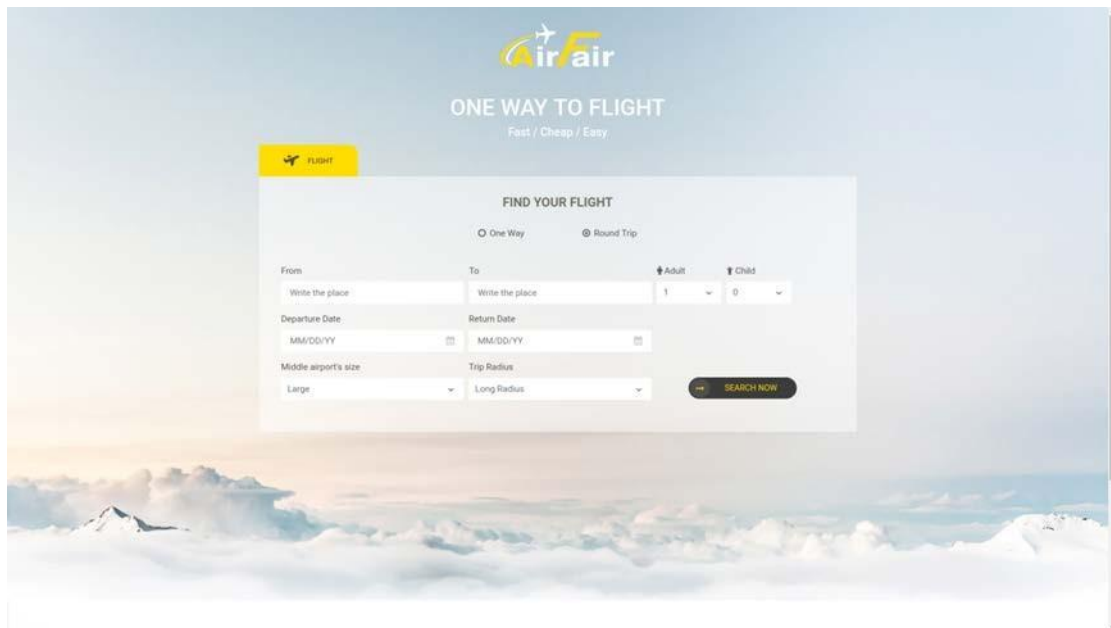 AirFair
ONE WAY TO FLIGHT
Fast / Cheap / Easy
FLIGHT
FIND YOUR FLIGHT
One Way Round Trip
From To Adult Child
Write the place Write the place 1 0
Departure Date Return Date
MM/DD/YY MM/DD/YY
Middle airport's size Trip Radius
Large Long Radius SEARCH NOW